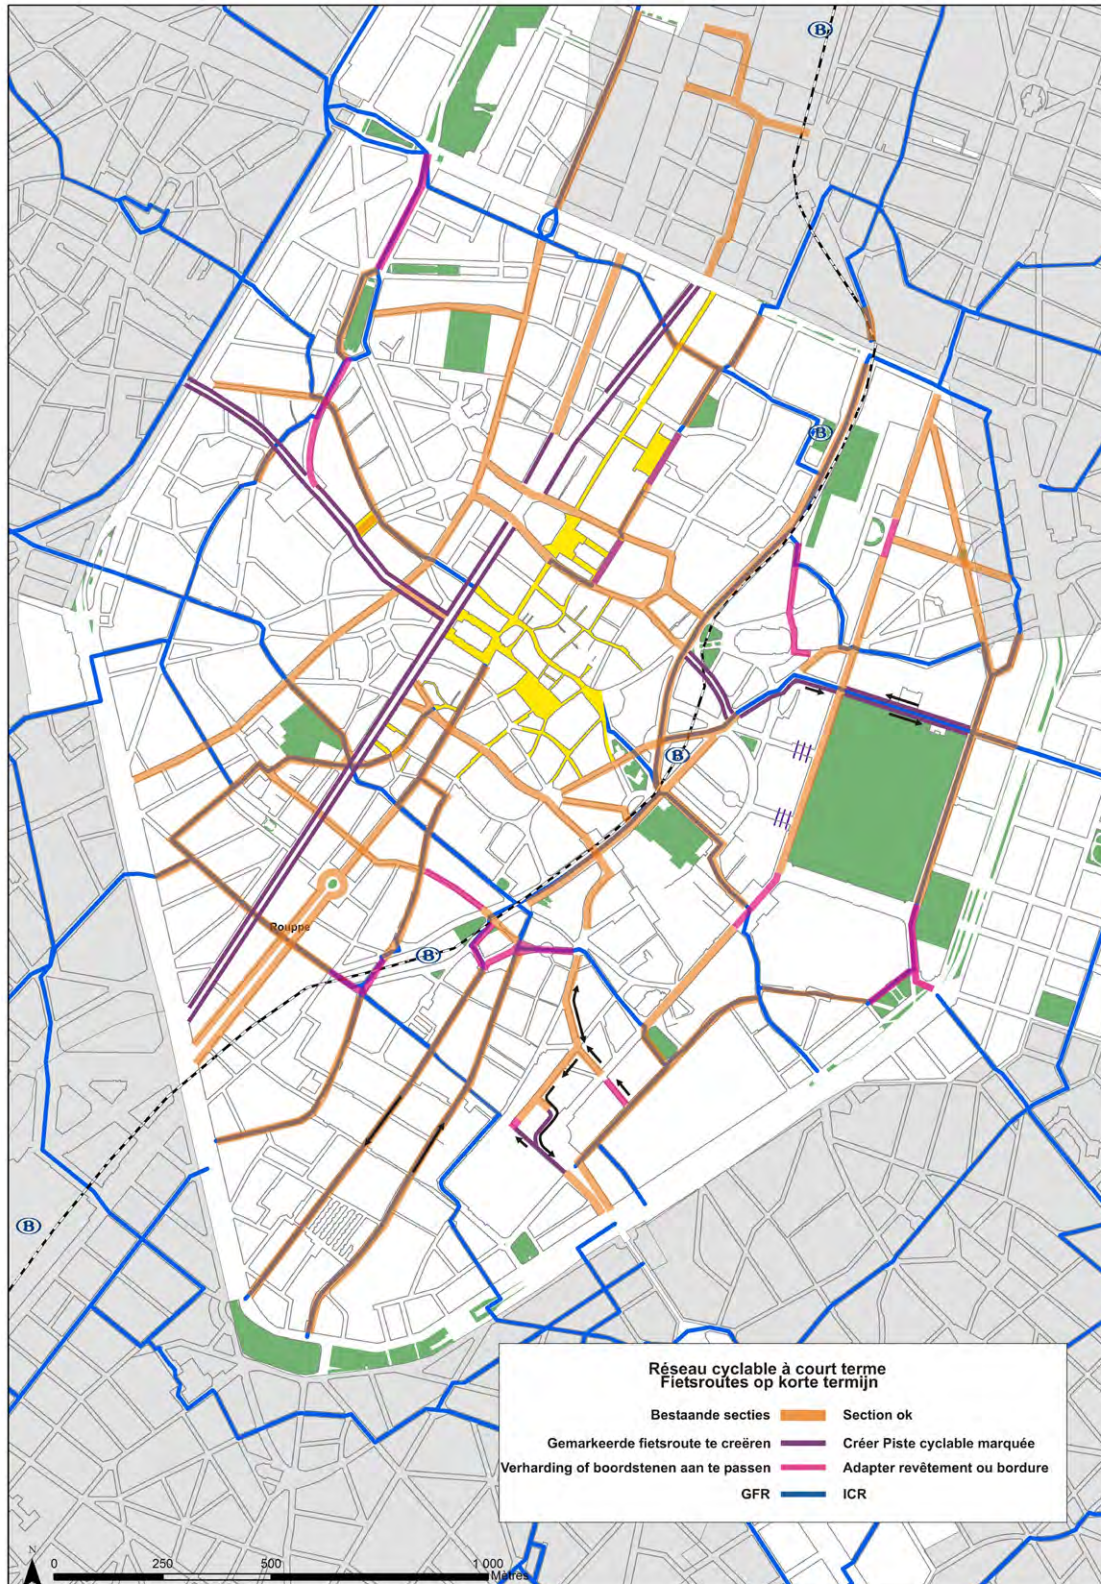 B
B
B
Rouppe
B
B
Réseau cyclable à court terme
Fietsroutes op korte termijn
Bestaande secties Section ok
Gemarkeerde fietsroute te creëren Créer Piste cyclable marquée
Verharding of boordstenen aan te passen Adapter revêtement ou bordure
GFR ICR
N
0 250 500 1 000
Mètres